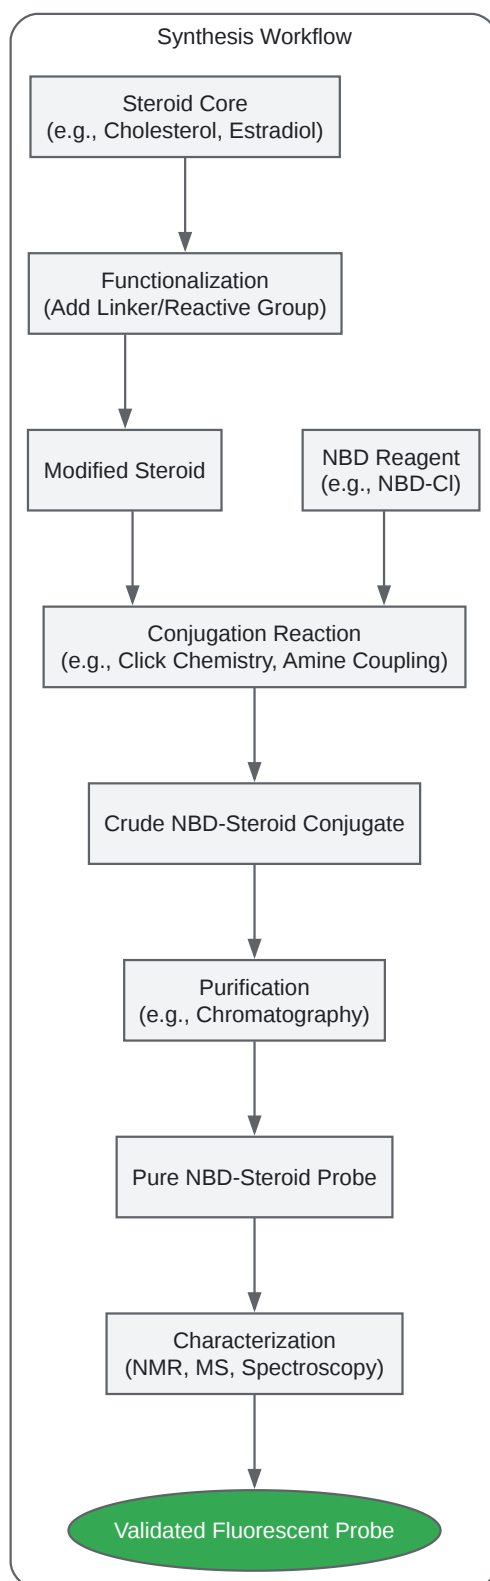 Synthesis Workflow
Steroid Core
(e.g., Cholesterol, Estradiol)
Functionalization
(Add Linker/Reactive Group)
Modified Steroid
NBD Reagent
(e.g., NBD-Cl)
Conjugation Reaction
(e.g., Click Chemistry, Amine Coupling)
Crude NBD-Steroid Conjugate
Purification
(e.g., Chromatography)
Pure NBD-Steroid Probe
Characterization
(NMR, MS, Spectroscopy)
Validated Fluorescent Probe